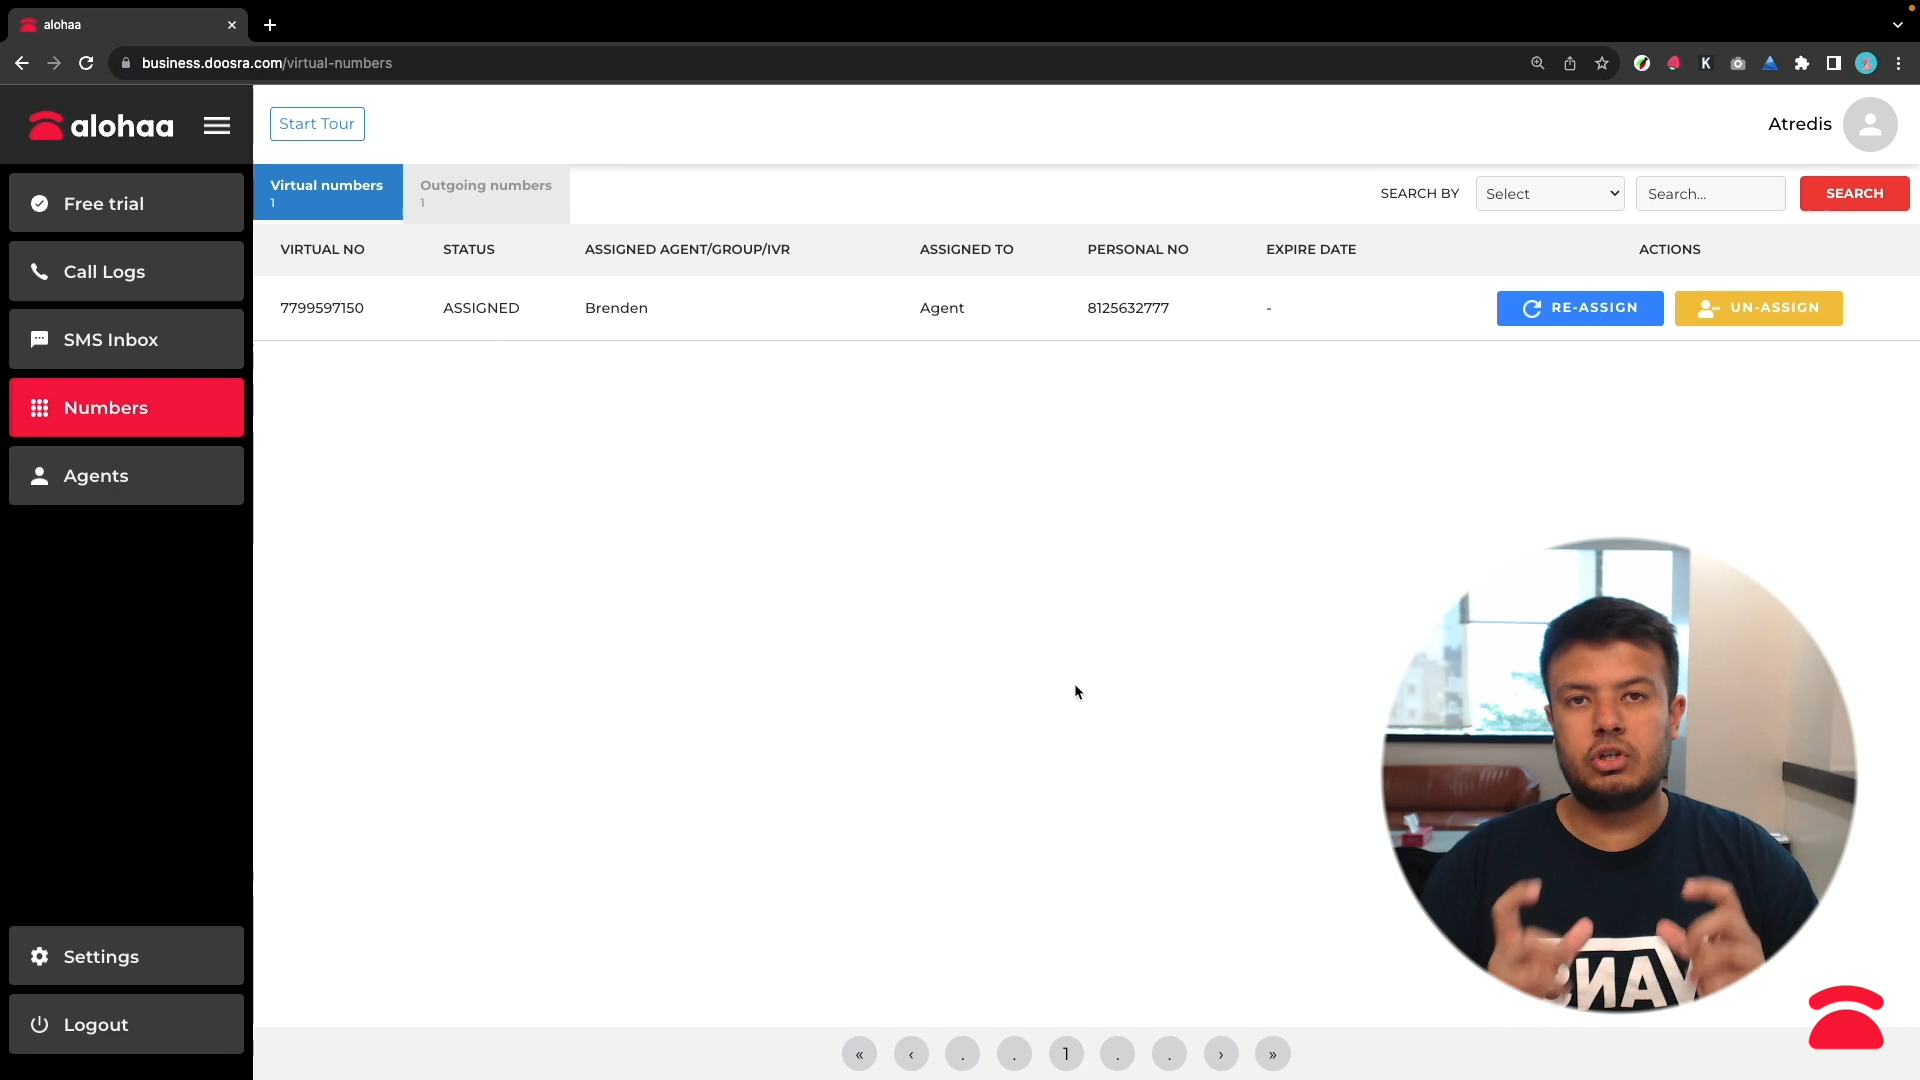 alohaa
business.doosra.com/virtual-numbers
K
alohaa
Start Tour
Atredis
Free trial
Call Logs
SMS Inbox
Numbers
Agents
Settings
Logout
Virtual numbers
1
Outgoing numbers
1
SEARCH BY
Select
Search...
SEARCH
VIRTUAL NO STATUS ASSIGNED AGENT/GROUP/IVR ASSIGNED TO PERSONAL NO EXPIRE DATE ACTIONS
7799597150 ASSIGNED Brenden Agent 8125632777 - RE-ASSIGN UN-ASSIGN
VANS
« ‹ . . 1 . . › »